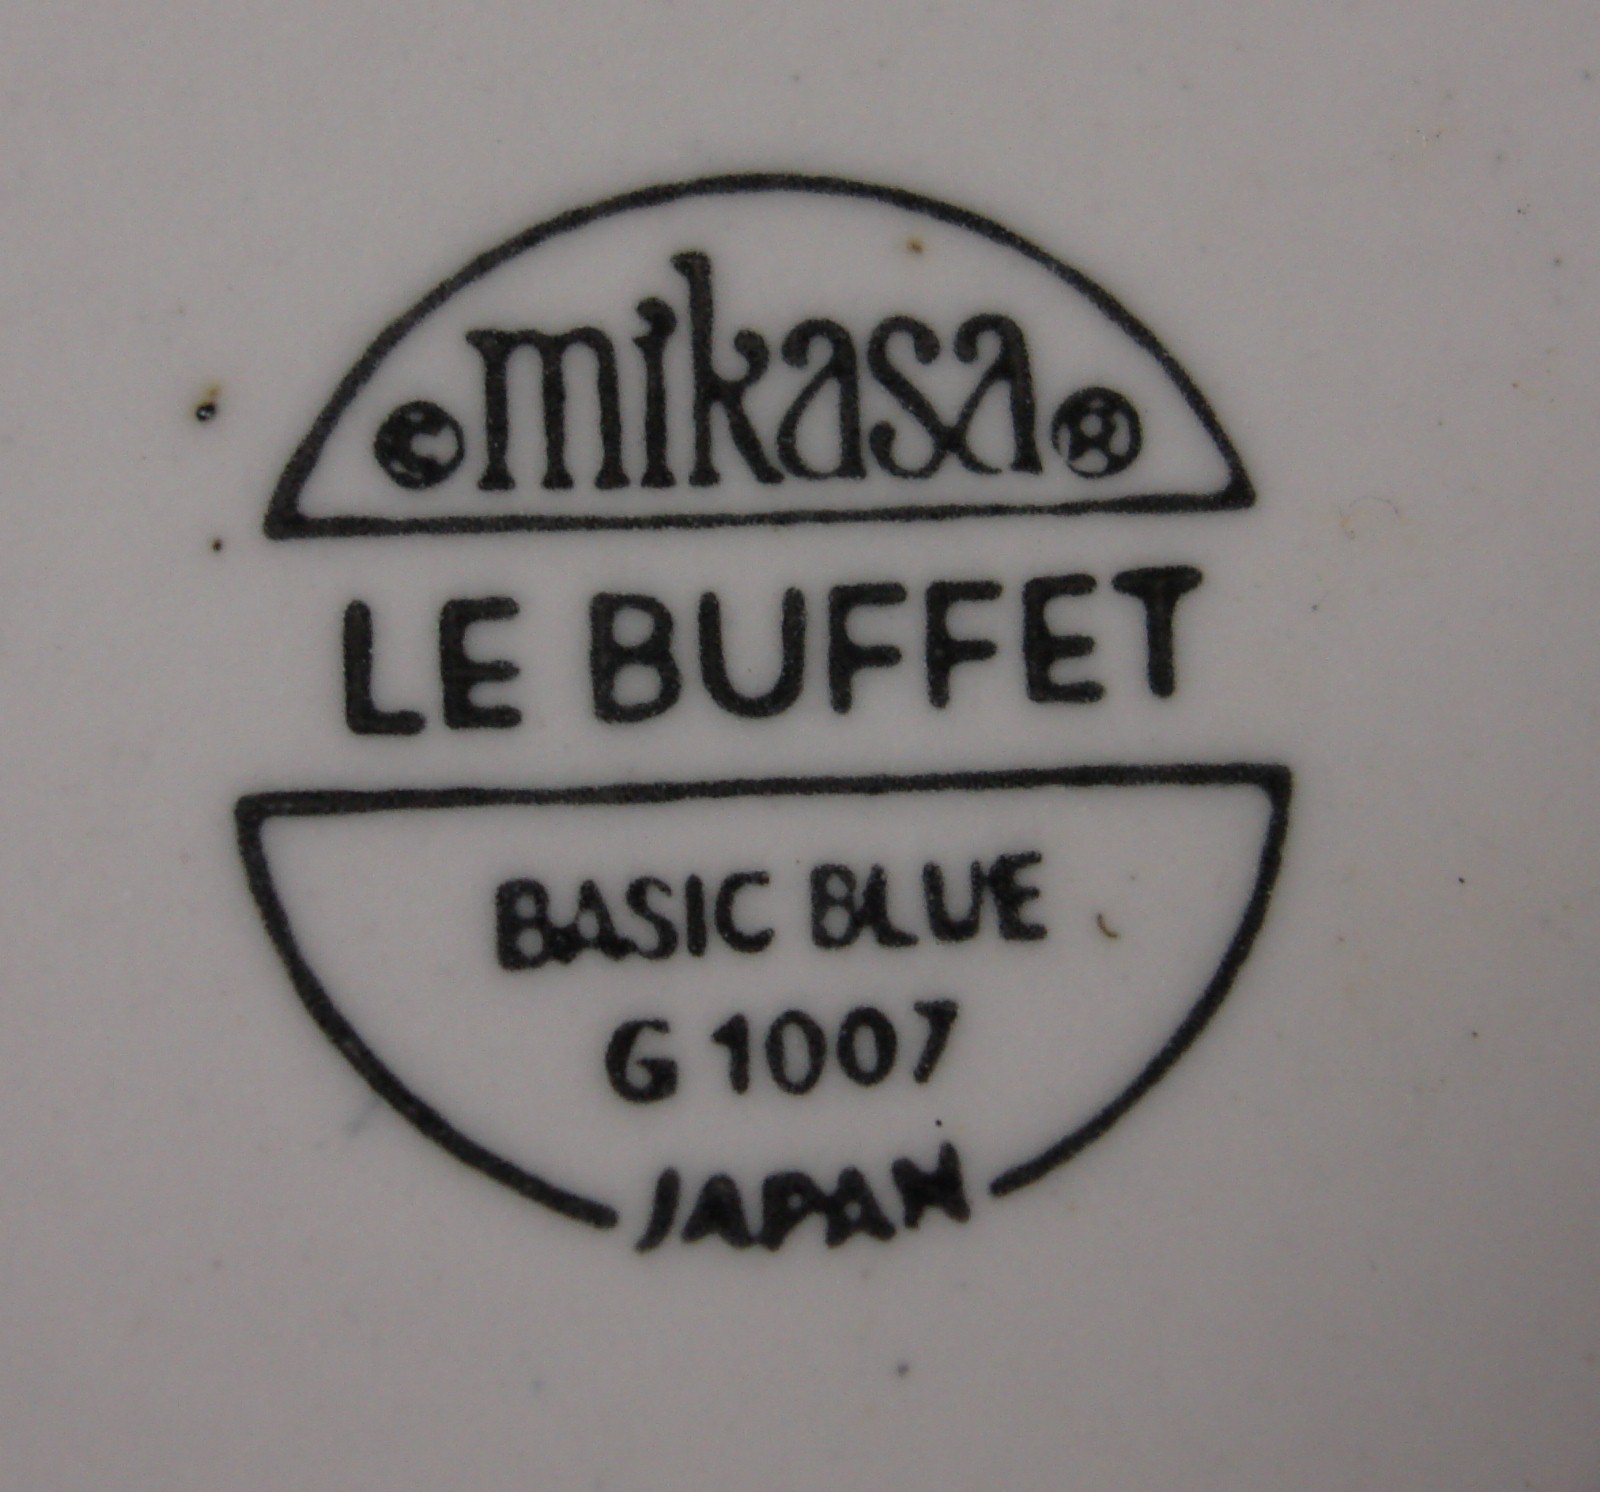 © mikasa ®
LE BUFFET
BASIC BLUE
G 1007
JAPAN